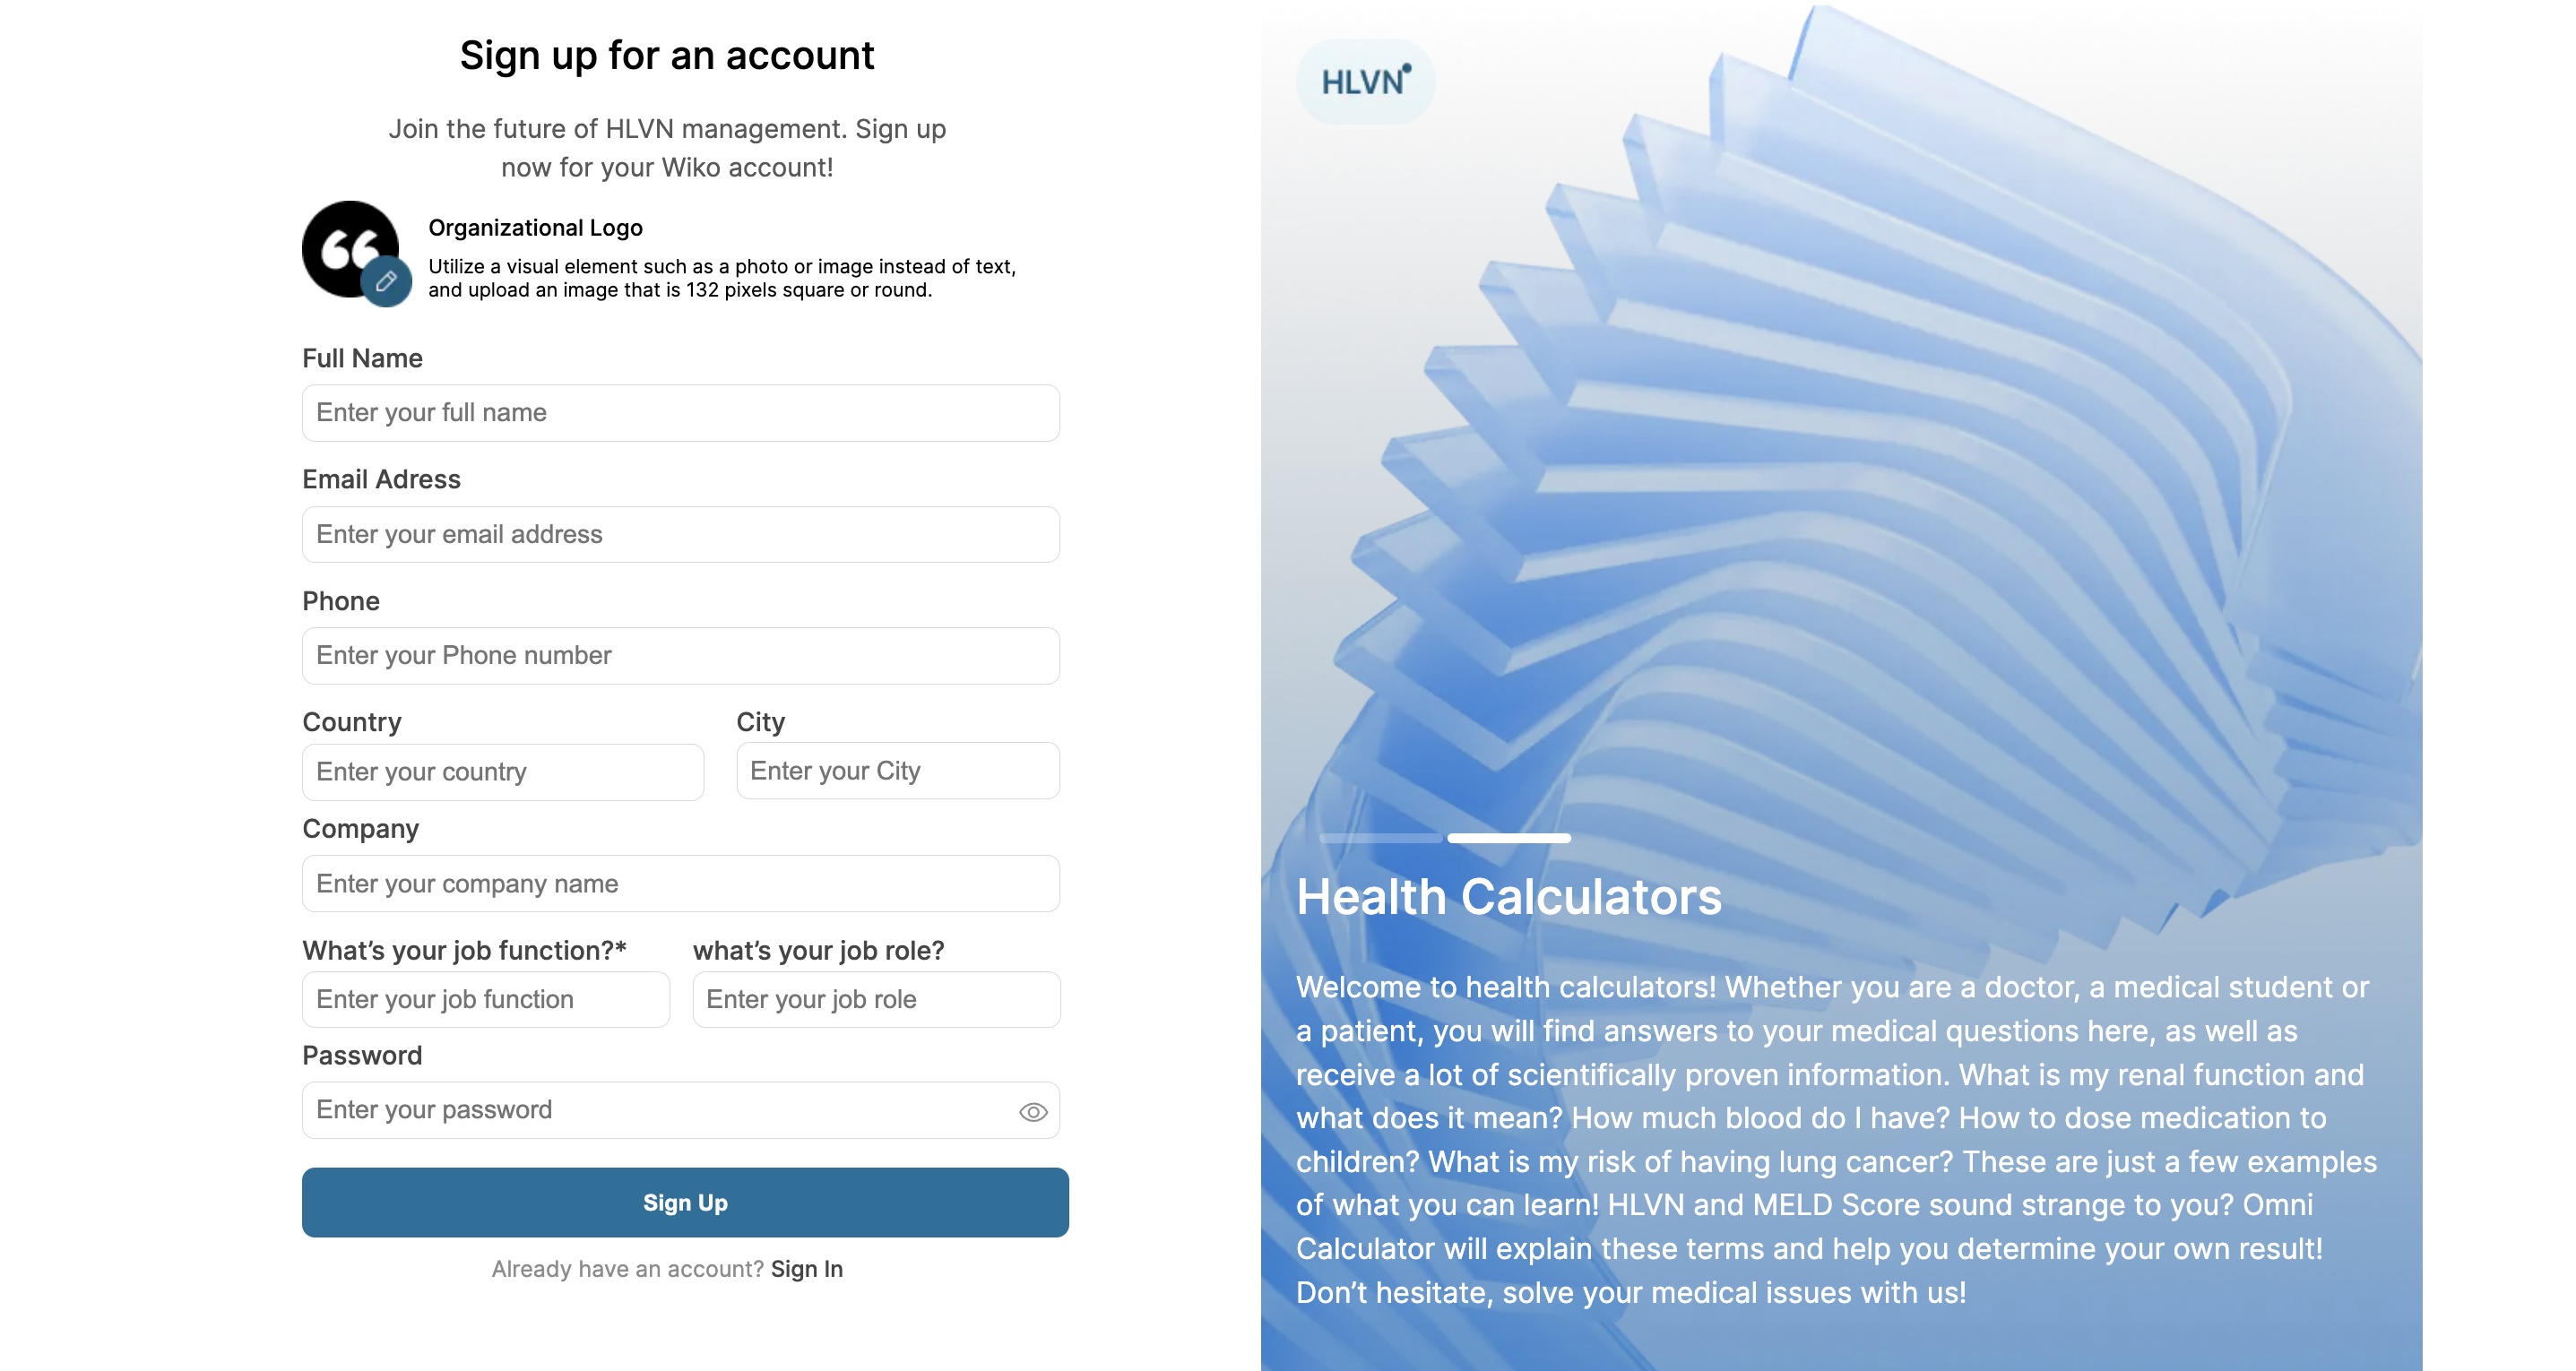 Sign up for an account
Join the future of HLVN management. Sign up
now for your Wiko account!
Organizational Logo
Utilize a visual element such as a photo or image instead of text,
and upload an image that is 132 pixels square or round.
Full Name
Enter your full name
Email Adress
Enter your email address
Phone
Enter your Phone number
Country
City
Enter your country
Enter your City
Company
Enter your company name
What’s your job function?*
what’s your job role?
Enter your job function
Enter your job role
Password
Enter your password
Sign Up
Already have an account? Sign In
HLVN
Health Calculators
Welcome to health calculators! Whether you are a doctor, a medical student or
a patient, you will find answers to your medical questions here, as well as
receive a lot of scientifically proven information. What is my renal function and
what does it mean? How much blood do I have? How to dose medication to
children? What is my risk of having lung cancer? These are just a few examples
of what you can learn! HLVN and MELD Score sound strange to you? Omni
Calculator will explain these terms and help you determine your own result!
Don’t hesitate, solve your medical issues with us!